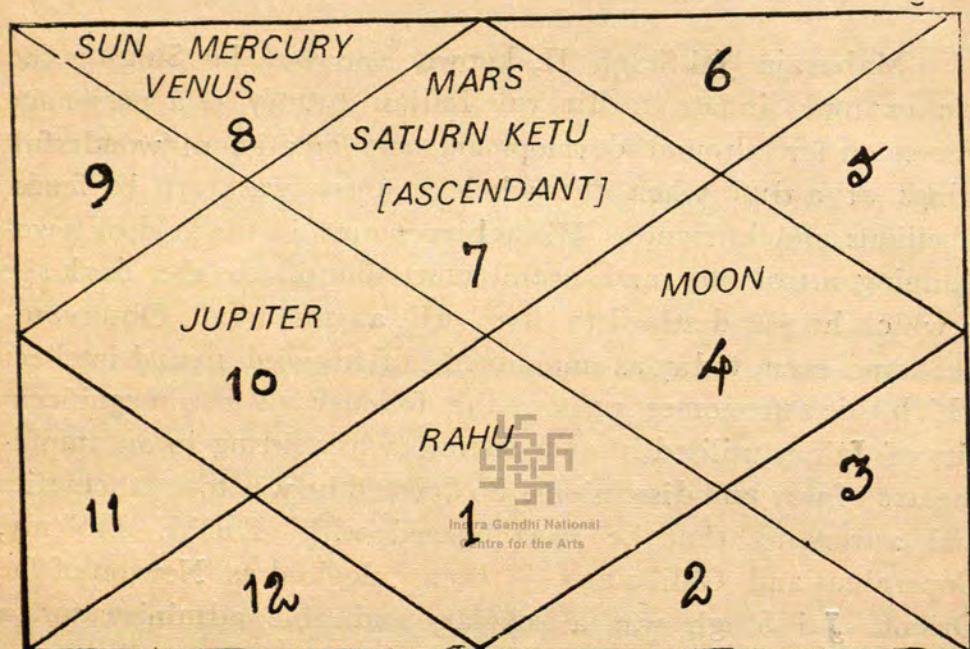 SUN MERCURY
VENUS
8
MARS
SATURN KETU
[ASCENDANT]
7
6
5
9
JUPITER
10
MOON
4
RAHU
1
11
12
3
2
Indira Gandhi National
Centre for the Arts